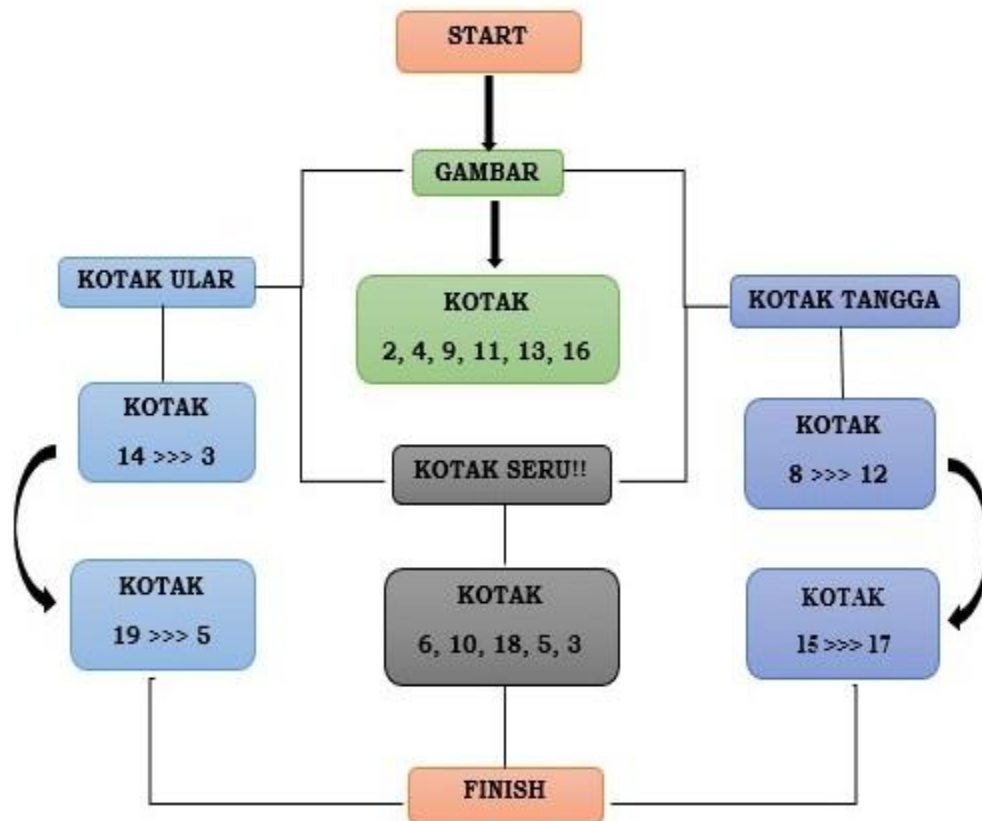 START
GAMBAR
KOTAK ULAR
KOTAK
2, 4, 9, 11, 13, 16
KOTAK TANGGA
KOTAK
14 >>> 3
KOTAK SERU!!
KOTAK
8 >>> 12
KOTAK
19 >>> 5
KOTAK
6, 10, 18, 5, 3
KOTAK
15 >>> 17
FINISH